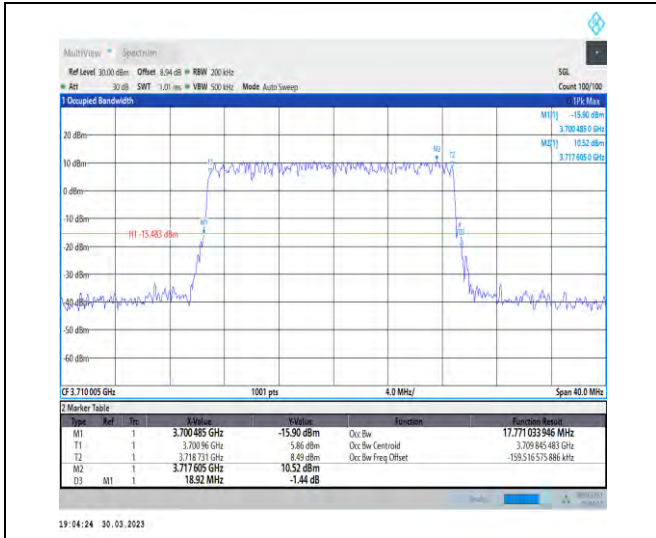 MultiView Spectrum
Ref Level 30.00 dBm Offset 8.94 dB RBW 200 kHz SGL
Att 30 dB SWT 1.01 ms VBW 500 kHz Mode Auto Sweep Count 100/100
1 Occupied Bandwidth 1Pk Max
M1[1] -15.90 dBm
3.700 485 0 GHz
20 dBm
M2[1] 10.52 dBm
3.717 605 0 GHz
M2
T1 T2
10 dBm
0 dBm
-10 dBm
M1
H1 -15.483 dBm
D3
-20 dBm
-30 dBm
-40 dBm
-50 dBm
-60 dBm
CF 3.710 005 GHz 1001 pts 4.0 MHz/ Span 40.0 MHz
2 Marker Table
Type Ref Trc X-Value Y-Value Function Function Result
M1 1 3.700 485 GHz -15.90 dBm Occ Bw 17.771 033 946 MHz
T1 1 3.700 96 GHz 5.86 dBm Occ Bw Centroid 3.709 845 483 GHz
T2 1 3.718 731 GHz 8.49 dBm Occ Bw Freq Offset -159.516 575 886 kHz
M2 1 3.717 605 GHz 10.52 dBm
D3 M1 1 18.92 MHz -1.44 dB
19:04:24 30.03.2023